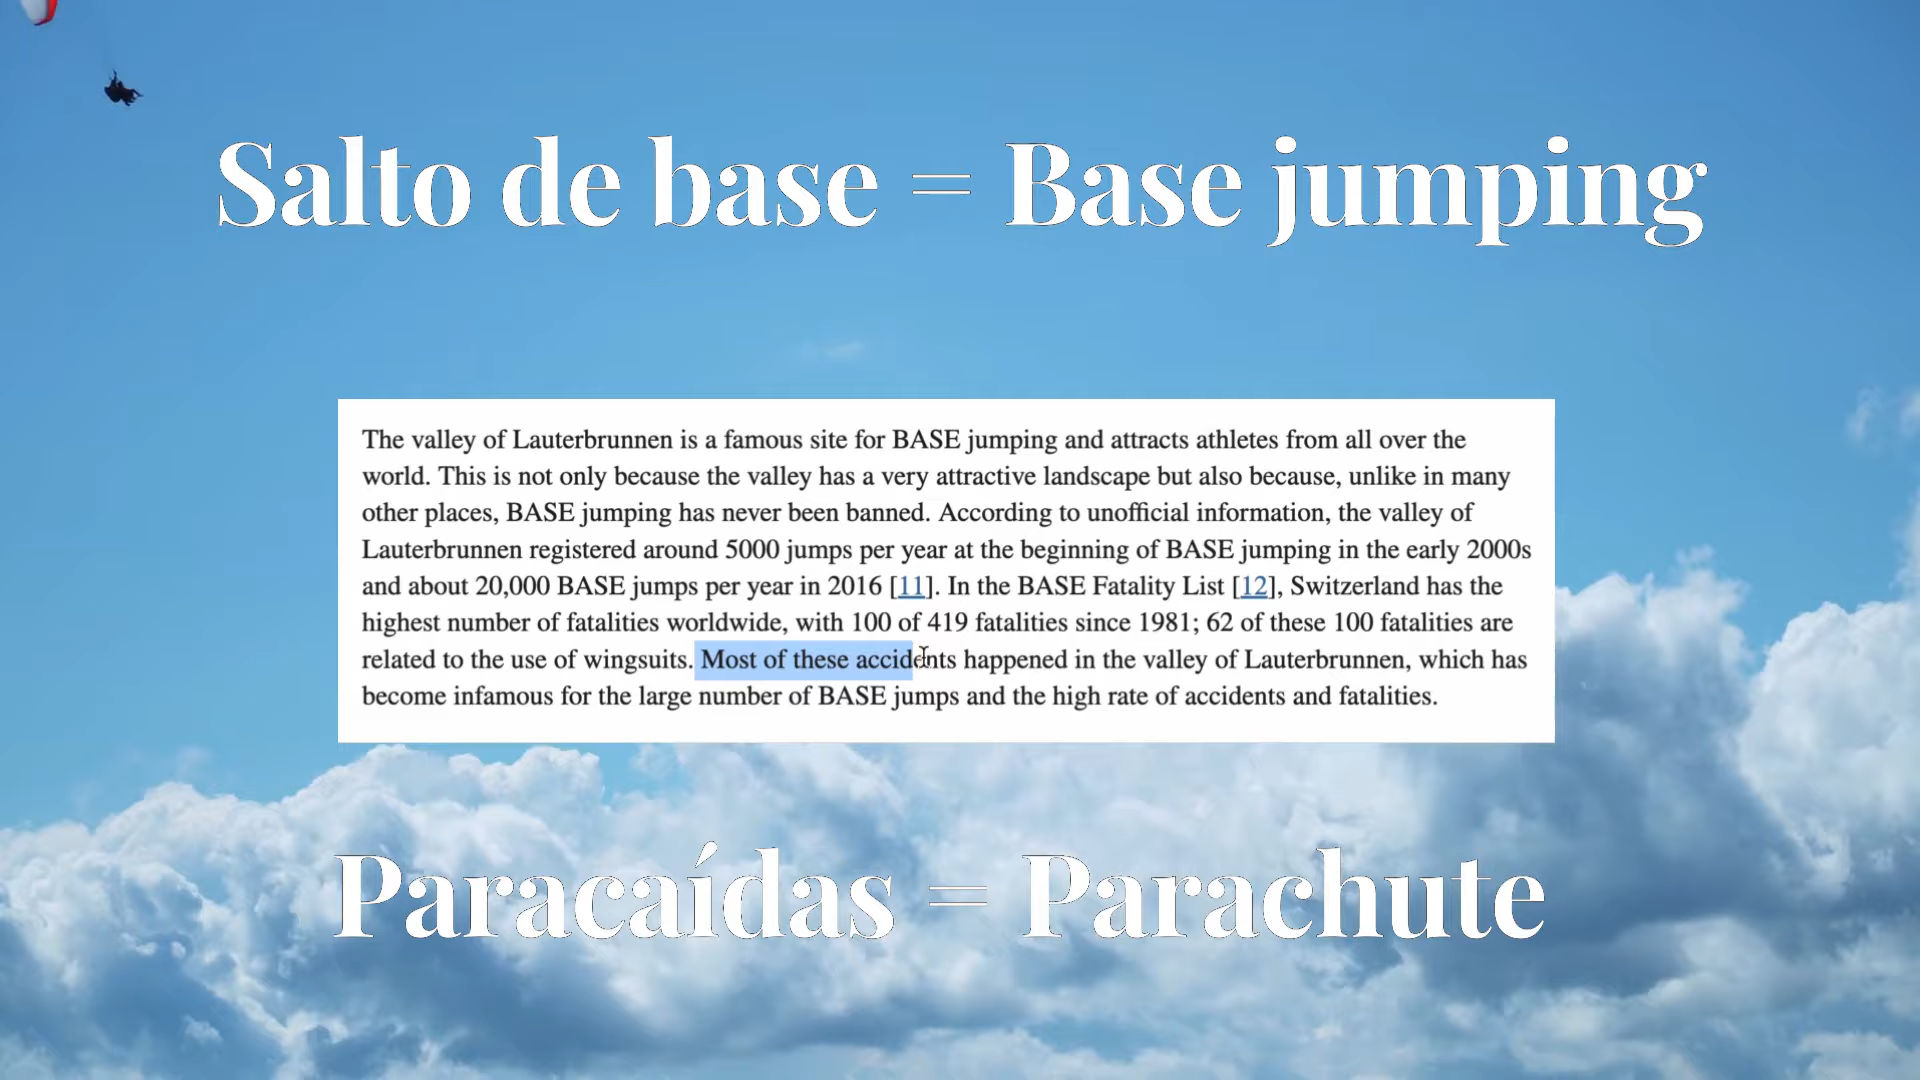 Salto de base = Base jumping
The valley of Lauterbrunnen is a famous site for BASE jumping and attracts athletes from all over the
world. This is not only because the valley has a very attractive landscape but also because, unlike in many
other places, BASE jumping has never been banned. According to unofficial information, the valley of
Lauterbrunnen registered around 5000 jumps per year at the beginning of BASE jumping in the early 2000s
and about 20,000 BASE jumps per year in 2016 [11]. In the BASE Fatality List [12], Switzerland has the
highest number of fatalities worldwide, with 100 of 419 fatalities since 1981; 62 of these 100 fatalities are
related to the use of wingsuits. Most of these accidents happened in the valley of Lauterbrunnen, which has
become infamous for the large number of BASE jumps and the high rate of accidents and fatalities.
Paracaídas = Parachute